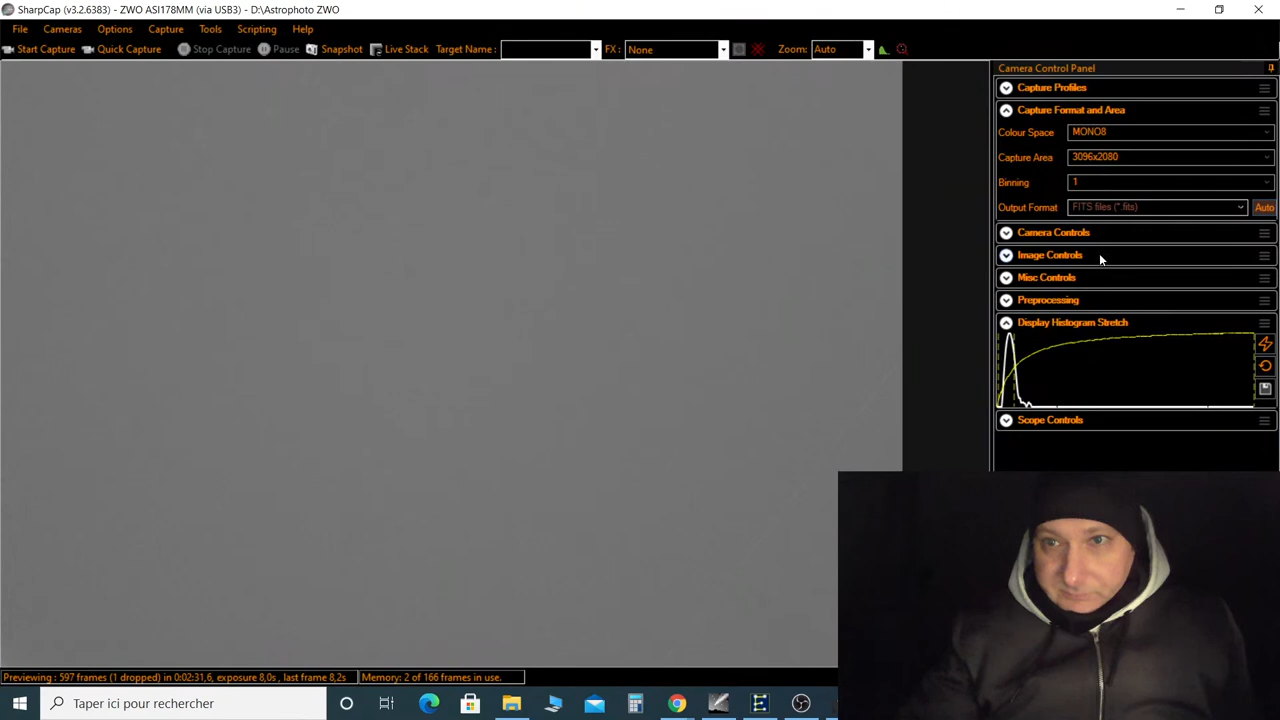 SharpCap (v3.2.6383) - ZWO ASI178MM (via USB3) - D:\Astrophoto ZWO
File Cameras Options Capture Tools Scripting Help
Start Capture Quick Capture Stop Capture Pause Snapshot Live Stack Target Name : FX : None Zoom: Auto
Camera Control Panel
Capture Profiles
Capture Format and Area
Colour Space MONO8
Capture Area 3096x2080
Binning 1
Output Format FITS files (*.fits) Auto
Camera Controls
Image Controls
Misc Controls
Preprocessing
Display Histogram Stretch
Scope Controls
Previewing : 597 frames (1 dropped) in 0:02:31,6, exposure 8,0s , last frame 8,2s Memory: 2 of 166 frames in use.
Taper ici pour rechercher